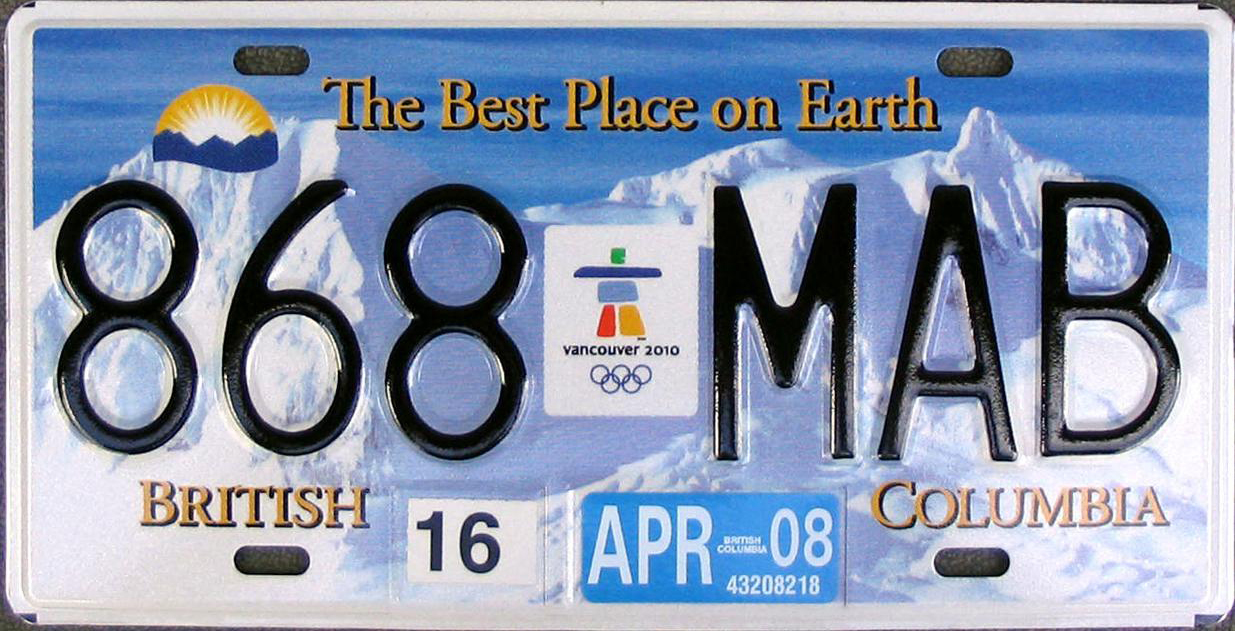 The Best Place on Earth
868 MAB
vancouver 2010
BRITISH COLUMBIA
16
APR BRITISH COLUMBIA 08
43208218